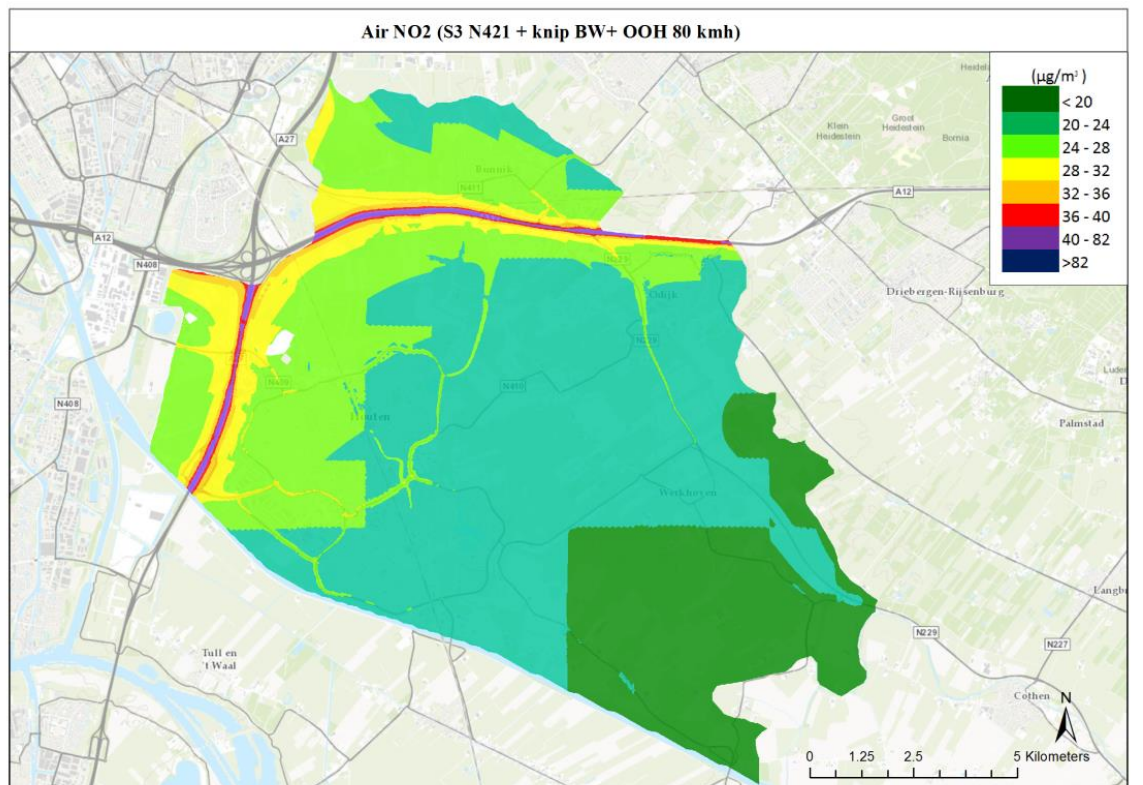 Air NO2 (S3 N421 + knip BW+ OOH 80 kmh)
(µg/m³)
< 20
20 - 24
24 - 28
28 - 32
32 - 36
36 - 40
40 - 82
>82
Heidela
Klein
Heidestein
Groot
Heidestein
Bornia
A27
Bunnik
N411
A12
A12
N408
N229
Odijk
Driebergen-Rijsenburg
N229
N409
N410
Houten
N408
Lude
D
Palmstad
Werkhoven
Langbr
Tull en
't Waal
N229
N227
Cothen
N
0 1.25 2.5 5 Kilometers